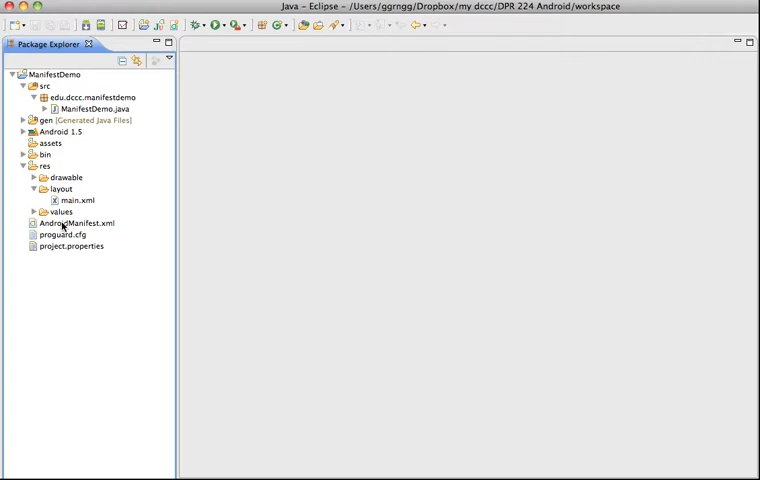 Java - Eclipse - /Users/ggrngg/Dropbox/my dccc/DPR 224 Android/workspace
Package Explorer
ManifestDemo
src
edu.dccc.manifestdemo
ManifestDemo.java
gen [Generated Java Files]
Android 1.5
assets
bin
res
drawable
layout
main.xml
values
AndroidManifest.xml
proguard.cfg
project.properties